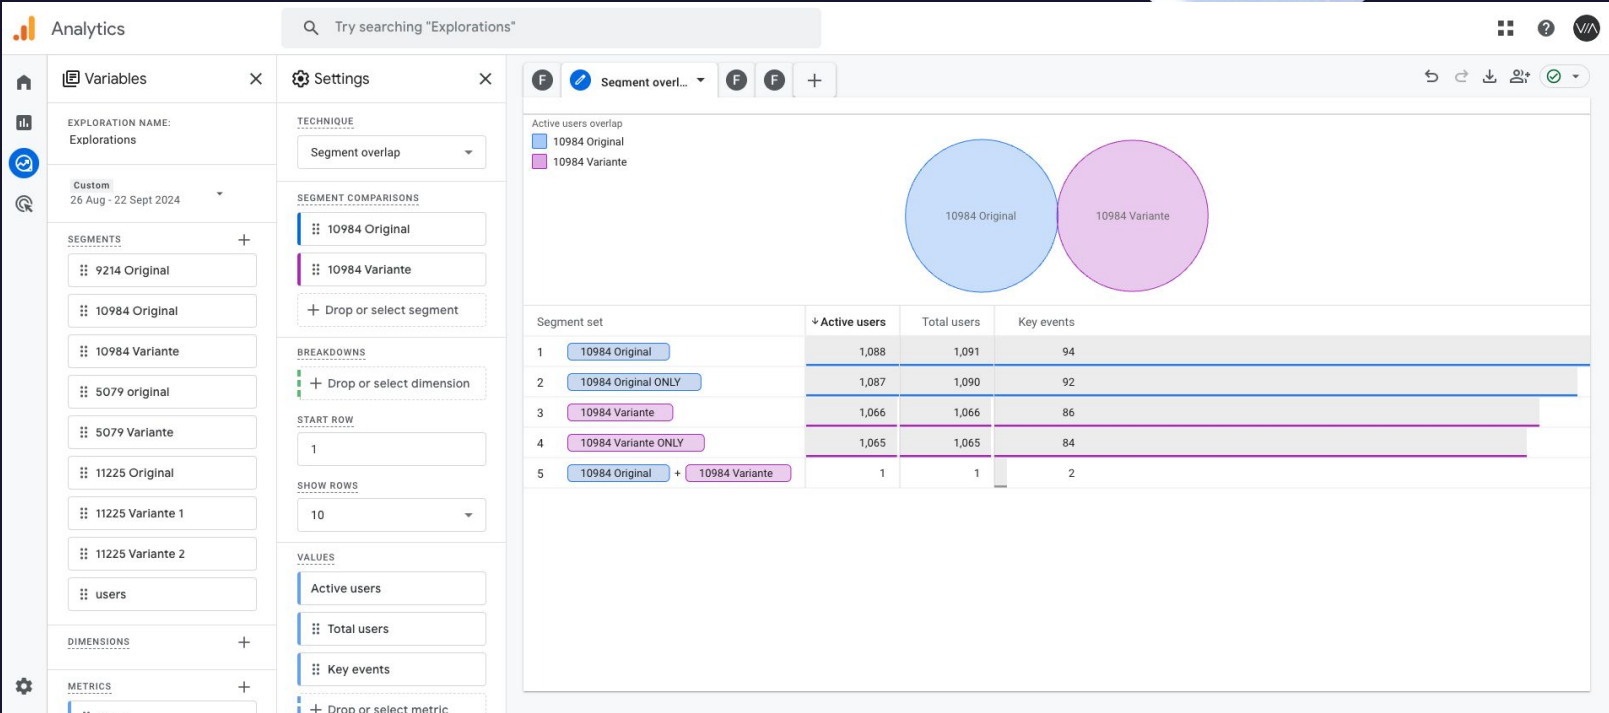 Analytics
Try searching "Explorations"
Variables
Settings
F
Segment overl...
F
F
EXPLORATION NAME:
Explorations
Custom
26 Aug - 22 Sept 2024
SEGMENTS
9214 Original
10984 Original
10984 Variante
5079 original
5079 Variante
11225 Original
11225 Variante 1
11225 Variante 2
users
DIMENSIONS
METRICS
TECHNIQUE
Segment overlap
SEGMENT COMPARISONS
10984 Original
10984 Variante
Drop or select segment
BREAKDOWNS
Drop or select dimension
START ROW
1
SHOW ROWS
10
VALUES
Active users
Total users
Key events
Drop or select metric
Active users overlap
10984 Original
10984 Variante
10984 Original
10984 Variante
Segment set Active users Total users Key events
1 10984 Original 1,088 1,091 94
2 10984 Original ONLY 1,087 1,090 92
3 10984 Variante 1,066 1,066 86
4 10984 Variante ONLY 1,065 1,065 84
5 10984 Original + 10984 Variante 1 1 2